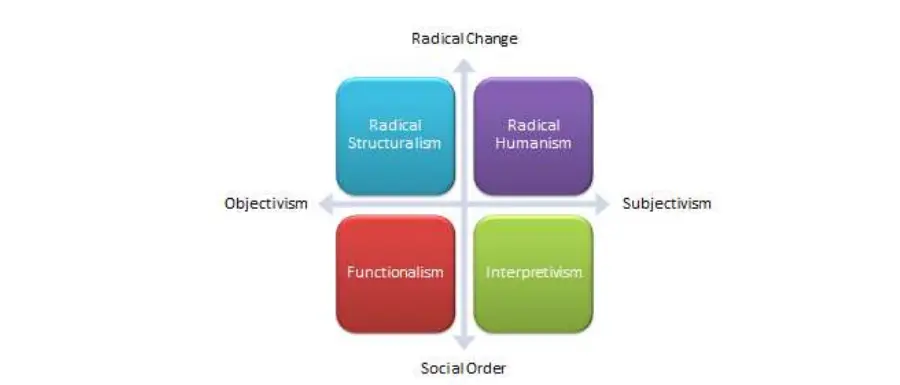 Radical Change
Radical
Structuralism
Radical
Humanism
Objectivism
Subjectivism
Functionalism
Interpretivism
Social Order